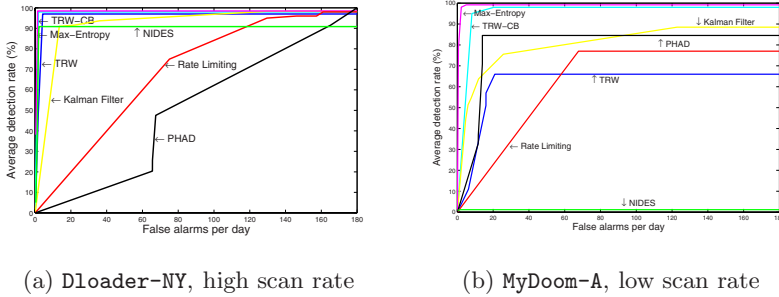 Average detection rate (%)
100
90
80
70
60
50
40
30
20
10
0
0 20 40 60 80 100 120 140 160 180
False alarms per day
←TRW−CB
←Max−Entropy
↑NIDES
←TRW
←Rate Limiting
←Kalman Filter
←PHAD
(a) Dloader-NY, high scan rate
Average detection rate (%)
100
90
80
70
60
50
40
30
20
10
0
0 20 40 60 80 100 120 140 160 180
False alarms per day
←Max−Entropy
←TRW−CB
↓Kalman Filter
↑PHAD
↑TRW
←Rate Limiting
↓NIDES
(b) MyDoom-A, low scan rate